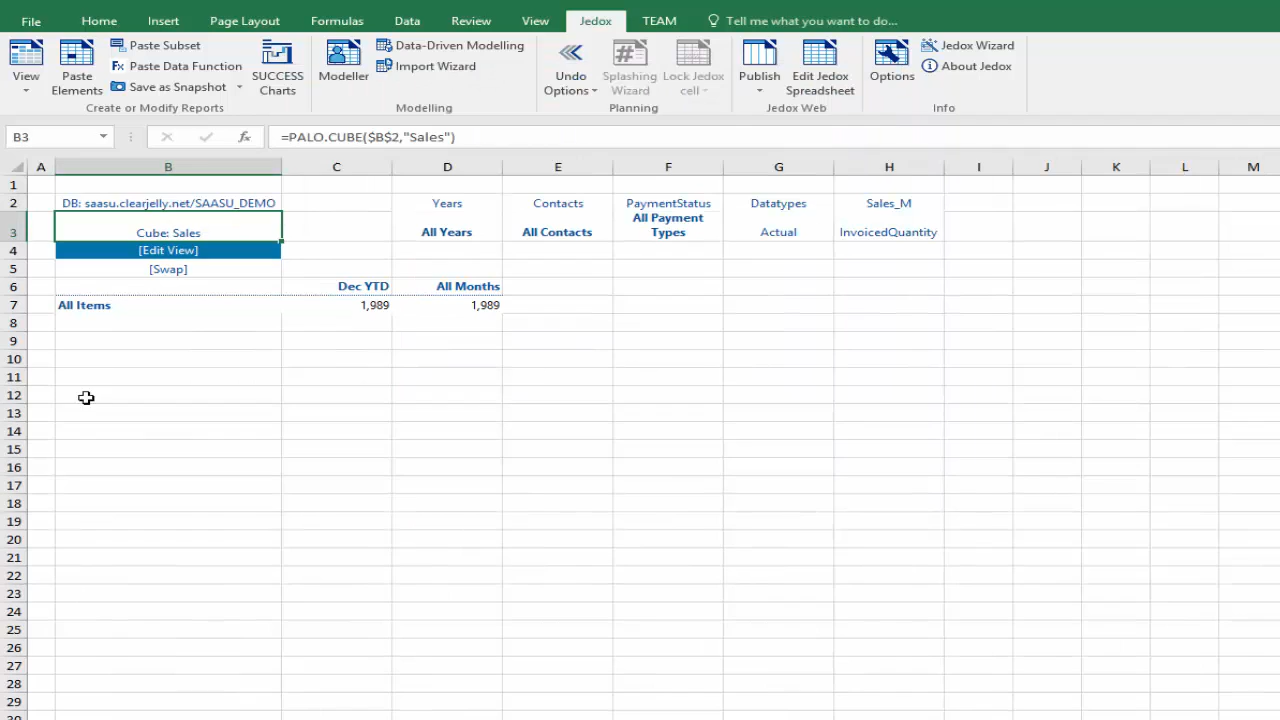 File Home Insert Page Layout Formulas Data Review View Jedox TEAM Tell me what you want to do...
View
Paste Elements
Paste Subset
Fx Paste Data Function
Save as Snapshot
SUCCESS Charts
Create or Modify Reports
Modeller
Data-Driven Modelling
Import Wizard
Modelling
Undo Options
Splashing Wizard
Lock Jedox cell
Planning
Publish
Edit Jedox Spreadsheet
Jedox Web
Options
Jedox Wizard
About Jedox
Info
B3 fx =PALO.CUBE($B$2,"Sales")
A B C D E F G H I J K L M
1
2 DB: saasu.clearjelly.net/SAASU_DEMO Years Contacts PaymentStatus Datatypes Sales_M
3 Cube: Sales All Years All Contacts All Payment Types Actual InvoicedQuantity
4 [Edit View]
5 [Swap]
6 Dec YTD All Months
7 All Items 1,989 1,989
8
9
10
11
12
13
14
15
16
17
18
19
20
21
22
23
24
25
26
27
28
29
30